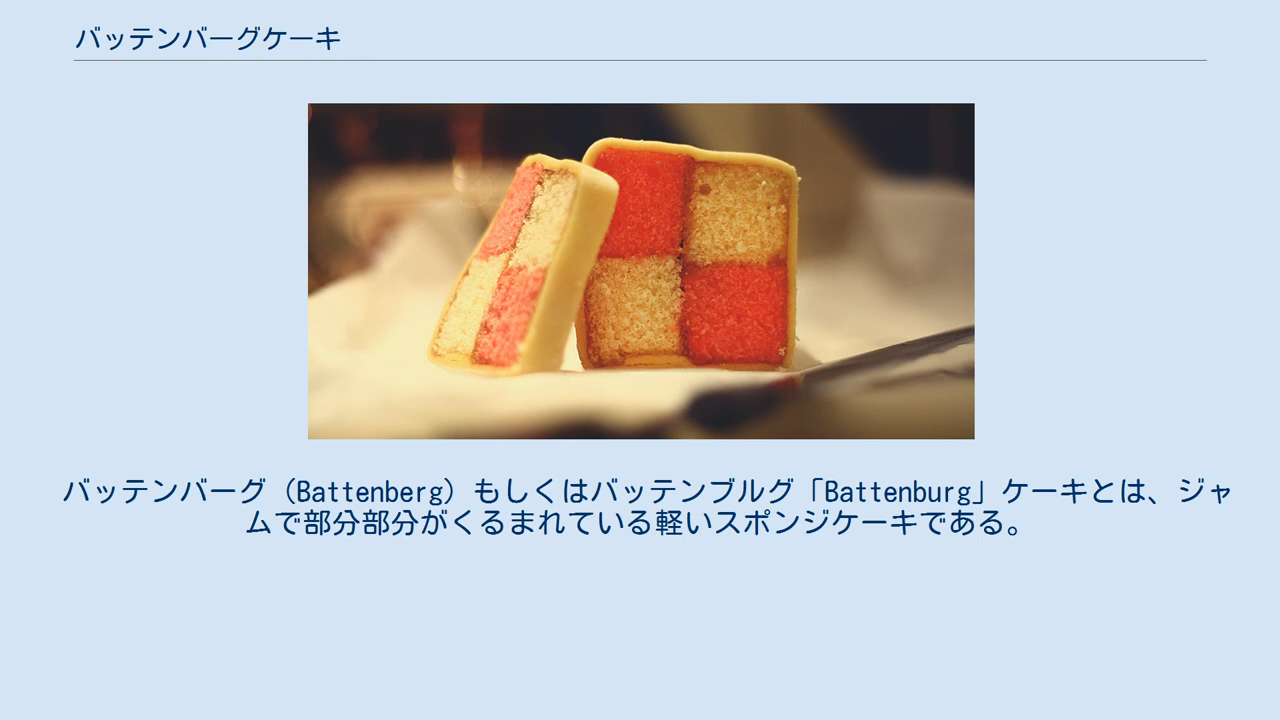 バッテンバーグケーキ
バッテンバーグ（Battenberg）もしくはバッテンブルグ「Battenburg」ケーキとは、ジャ
ムで部分部分がくるまれている軽いスポンジケーキである。